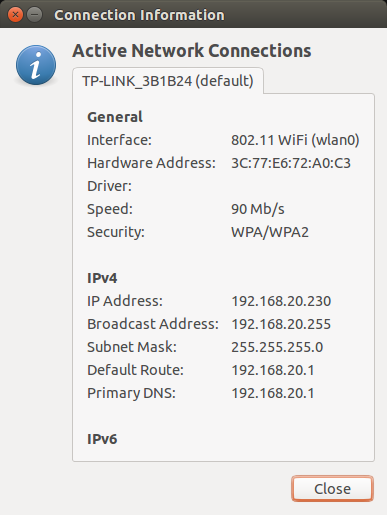 Connection Information
Active Network Connections
TP-LINK_3B1B24 (default)
General
Interface: 802.11 WiFi (wlan0)
Hardware Address: 3C:77:E6:72:A0:C3
Driver:
Speed: 90 Mb/s
Security: WPA/WPA2
IPv4
IP Address: 192.168.20.230
Broadcast Address: 192.168.20.255
Subnet Mask: 255.255.255.0
Default Route: 192.168.20.1
Primary DNS: 192.168.20.1
IPv6
Close